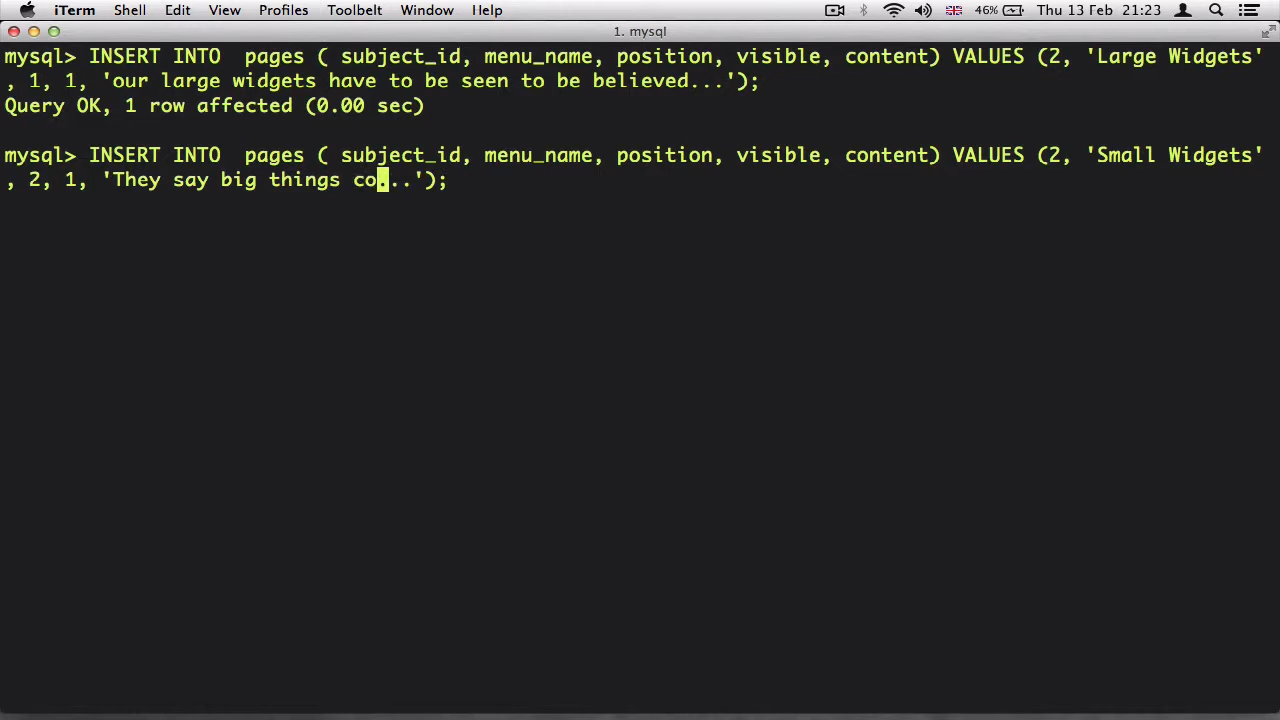 iTerm Shell Edit View Profiles Toolbelt Window Help 46% Thu 13 Feb 21:23
1. mysql
mysql> INSERT INTO  pages ( subject_id, menu_name, position, visible, content) VALUES (2, 'Large Widgets'
, 1, 1, 'our large widgets have to be seen to be believed...');
Query OK, 1 row affected (0.00 sec)
mysql> INSERT INTO  pages ( subject_id, menu_name, position, visible, content) VALUES (2, 'Small Widgets'
, 2, 1, 'They say big things co...');